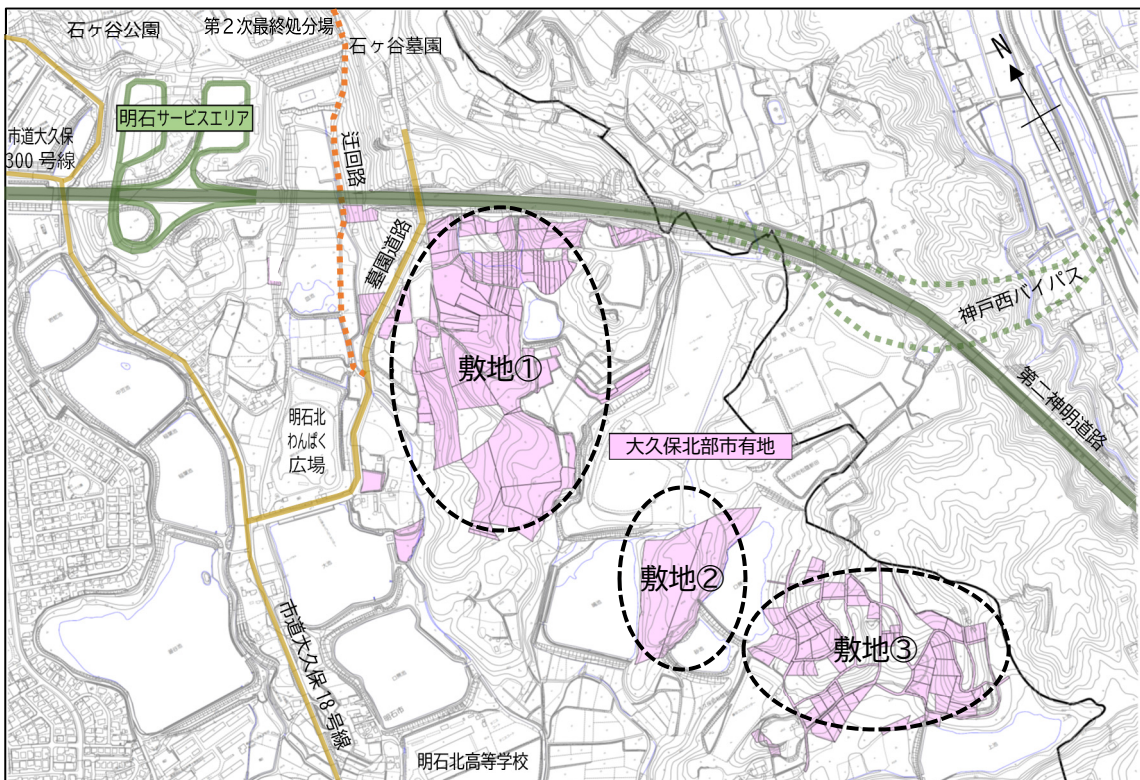 石ヶ谷公園
第2次最終処分場
石ヶ谷墓園
N
明石サービスエリア
市道大久保
300号線
迂回路
墓園道路
神戸西バイパス
第二神明道路
敷地①
明石北
わんぱく
広場
大久保北部市有地
敷地②
敷地③
市道大久保18号線
明石北高等学校